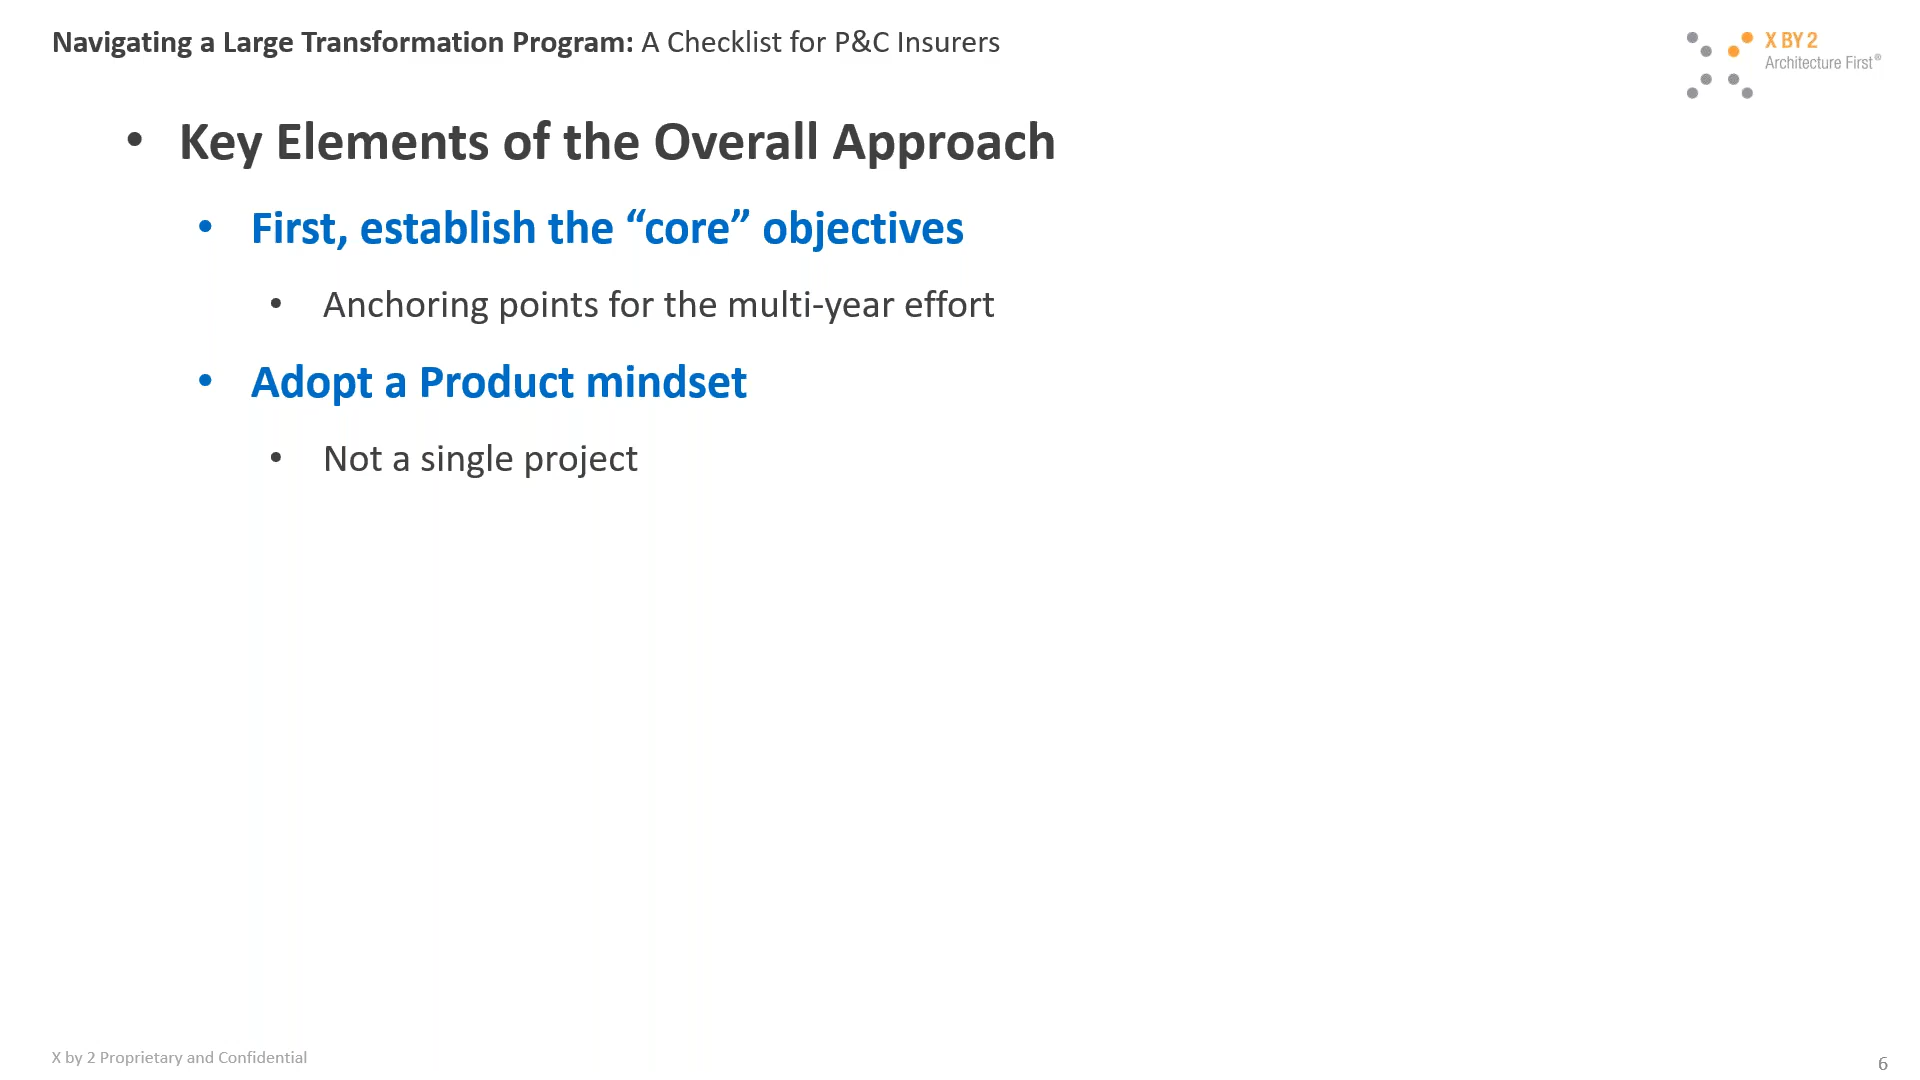 Navigating a Large Transformation Program: A Checklist for P&C Insurers
X BY 2
Architecture First®
• Key Elements of the Overall Approach
• First, establish the “core” objectives
• Anchoring points for the multi-year effort
• Adopt a Product mindset
• Not a single project
X by 2 Proprietary and Confidential
6